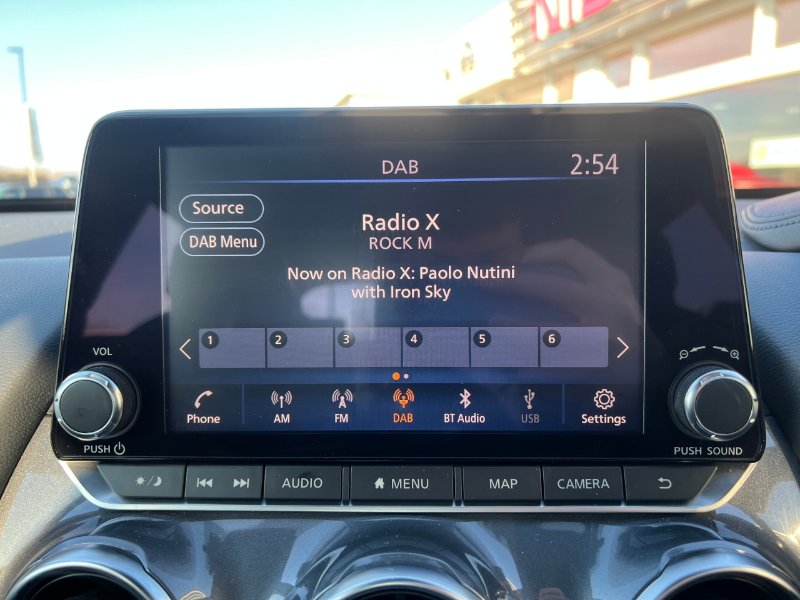 DAB
2:54
Source
DAB Menu
Radio X
ROCK M
Now on Radio X: Paolo Nutini
with Iron Sky
1 2 3 4 5 6
Phone
AM
FM
DAB
BT Audio
USB
Settings
VOL
PUSH
PUSH SOUND
AUDIO
MENU
MAP
CAMERA